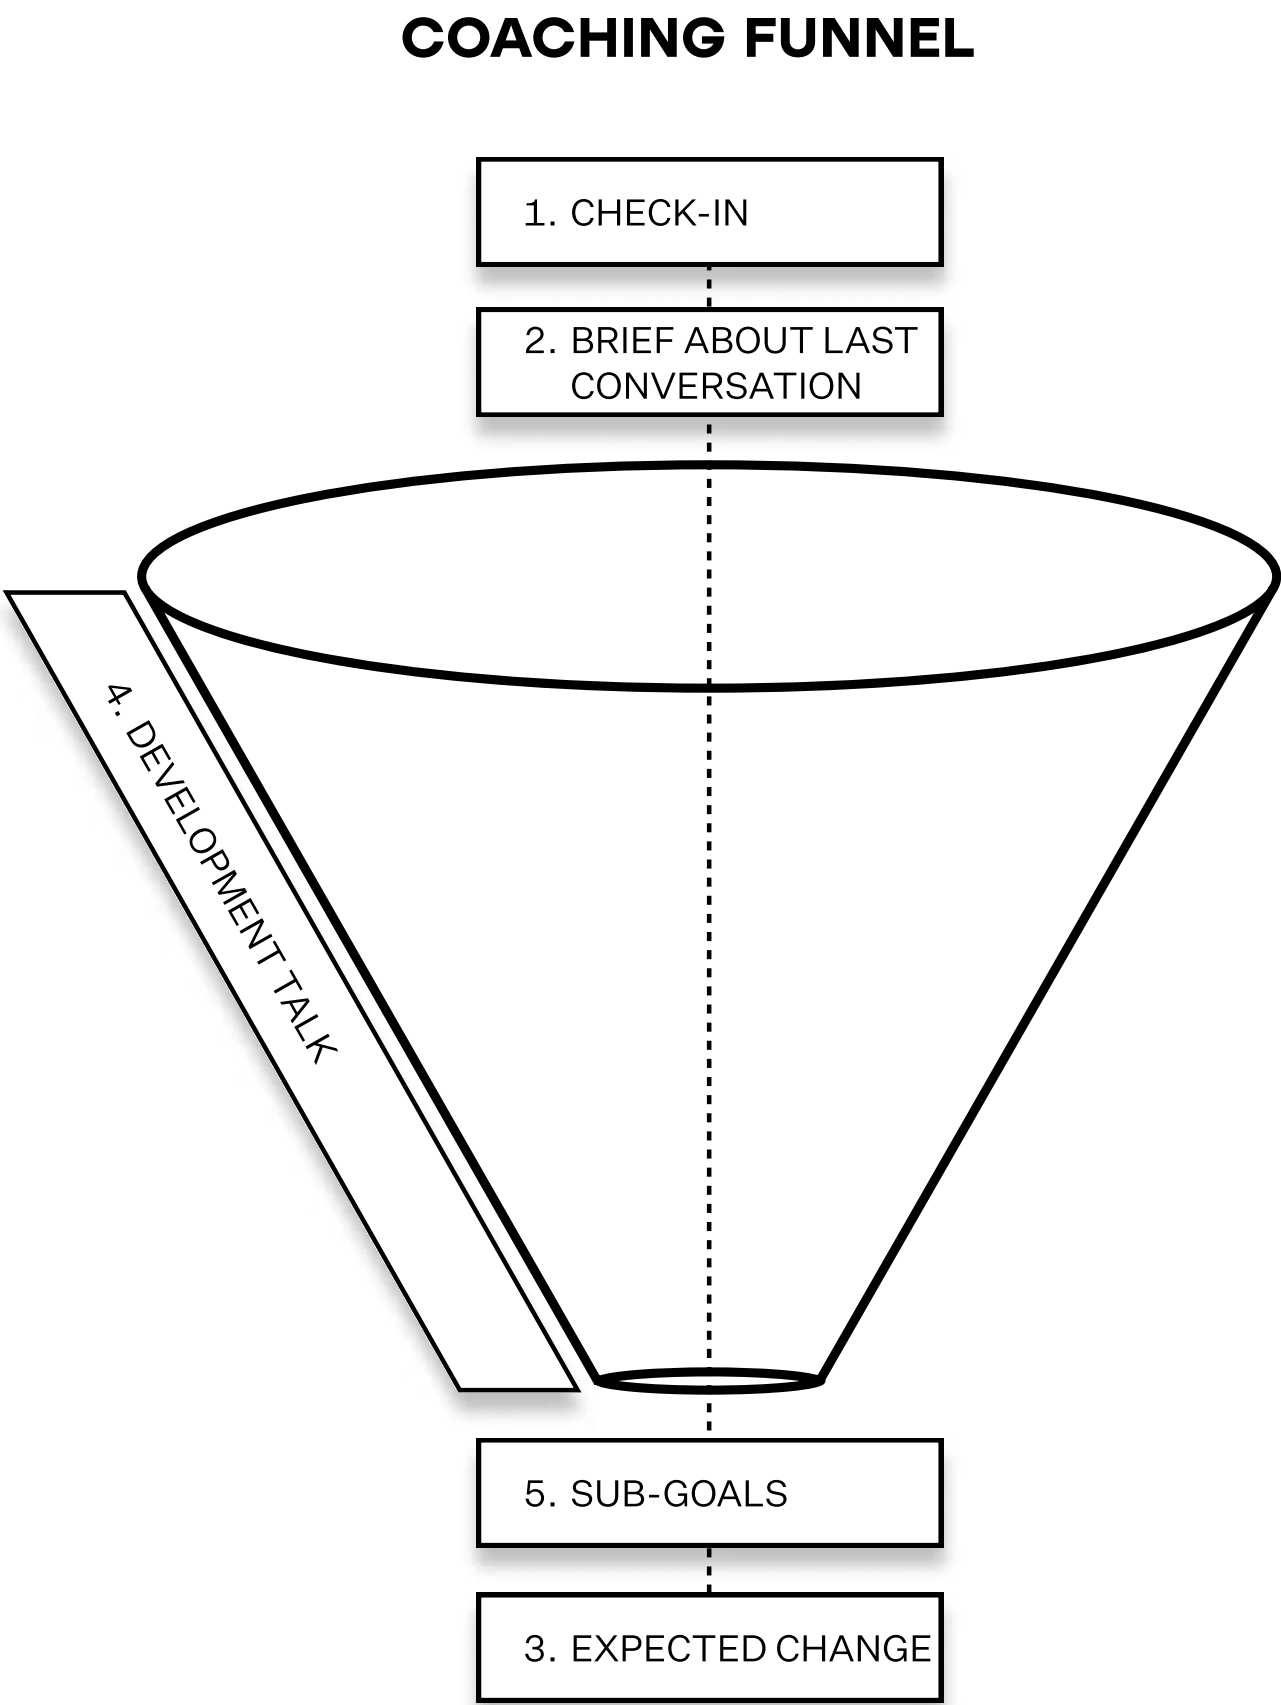 COACHING FUNNEL
1. CHECK-IN
2. BRIEF ABOUT LAST
CONVERSATION
4. DEVELOPMENT TALK
5. SUB-GOALS
3. EXPECTED CHANGE